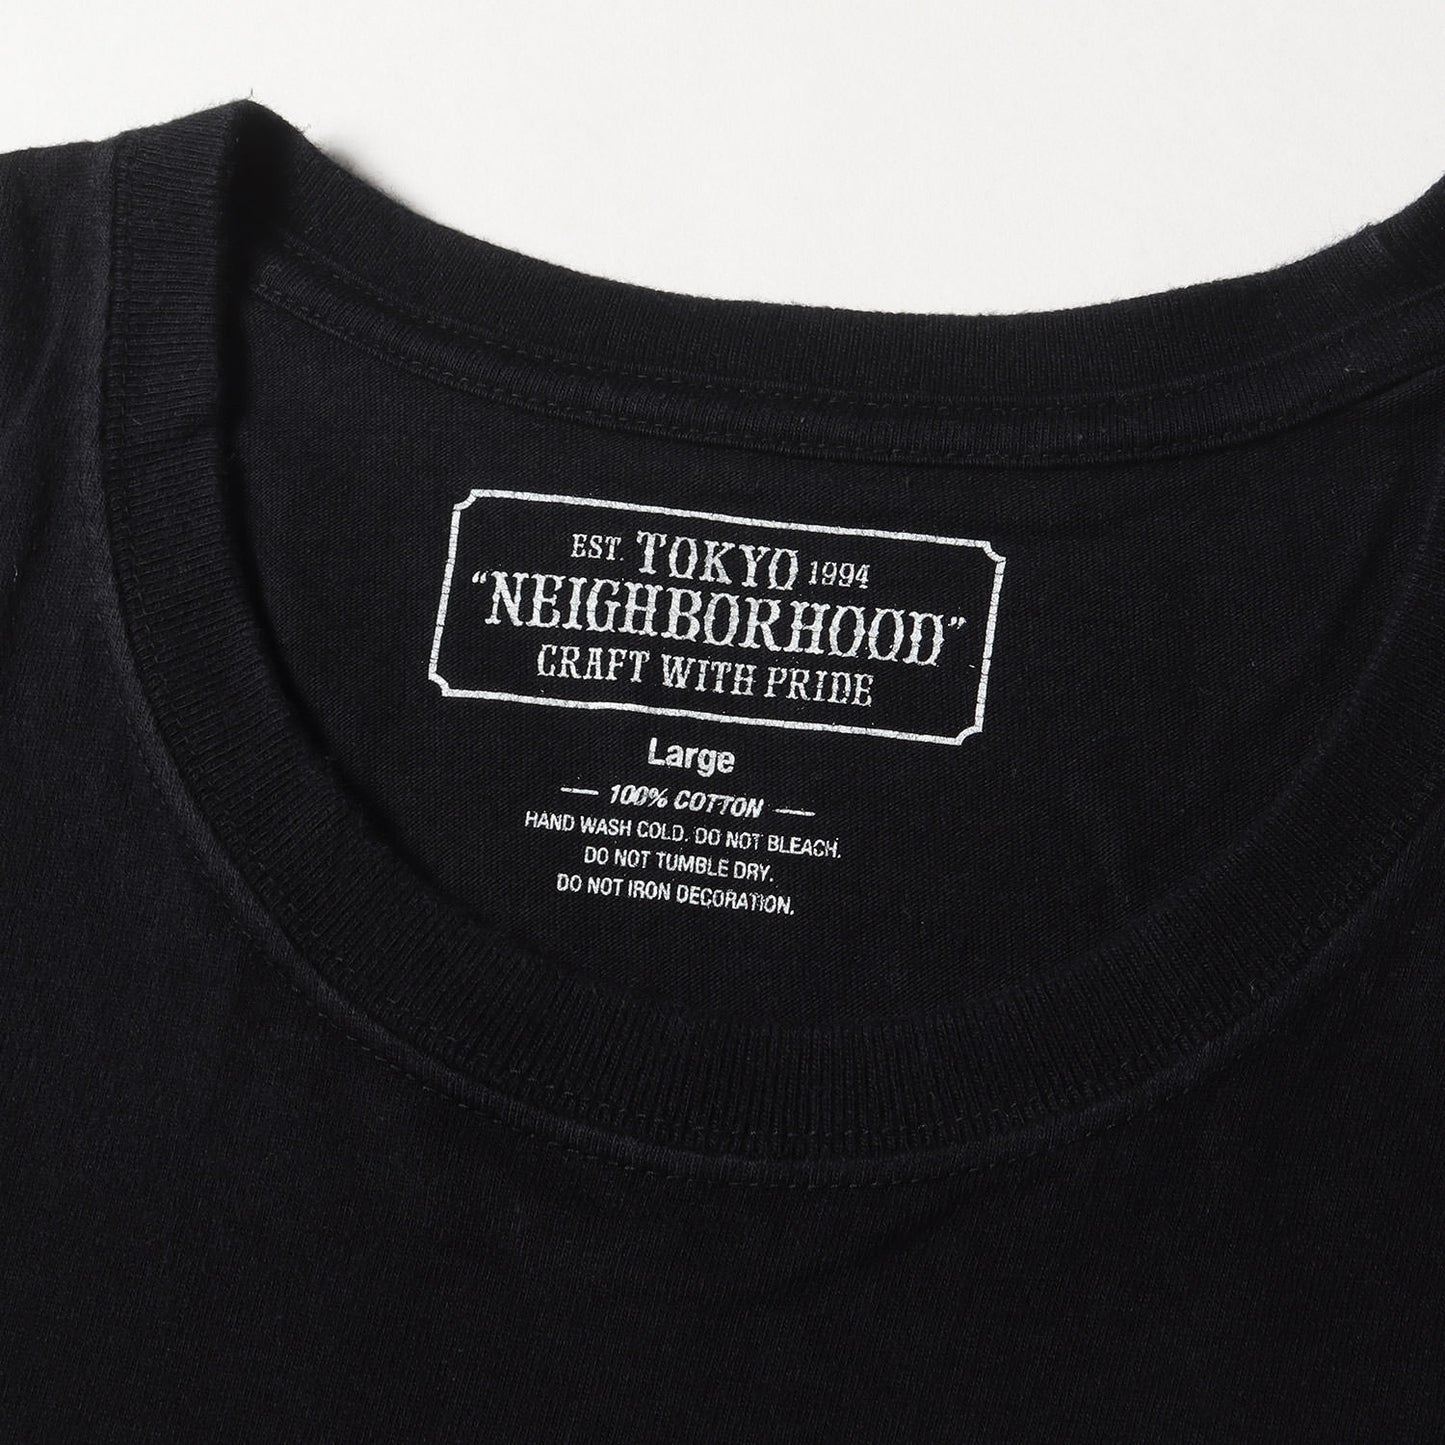 EST. TOKYO 1994
"NEIGHBORHOOD"
CRAFT WITH PRIDE
Large
— 100% COTTON —
HAND WASH COLD. DO NOT BLEACH.
DO NOT TUMBLE DRY.
DO NOT IRON DECORATION.